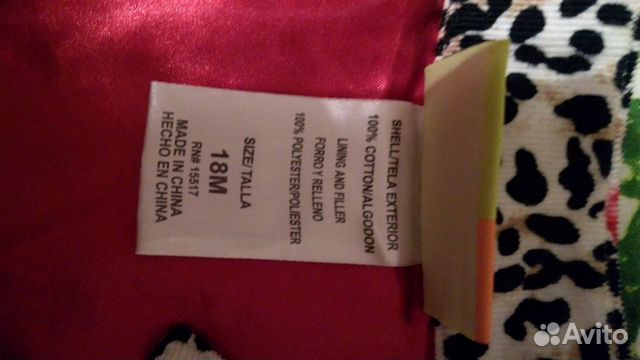 SHELL/TELA EXTERIOR
100% COTTON/ALGODON
LINING AND FILLER
FORRO Y RELLENO
100% POLYESTER/POLIESTER
SIZE/TALLA
18M
RN# 15517
MADE IN CHINA
HECHO EN CHINA
Avito